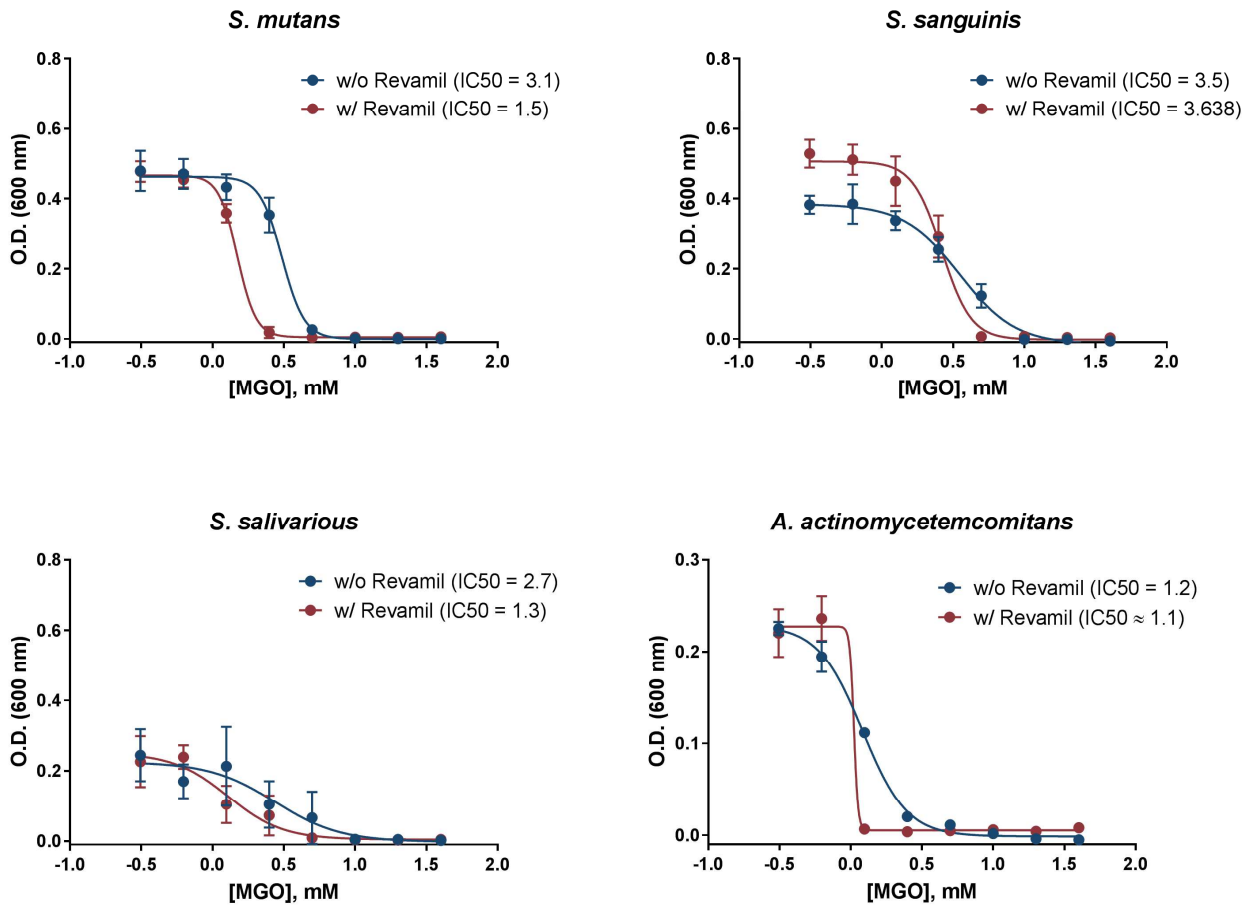 S. mutans
0.8
0.6
0.4
0.2
0.0
O.D. (600 nm)
w/o Revamil (IC50 = 3.1)
w/ Revamil (IC50 = 1.5)
-1.0 -0.5 0.0 0.5 1.0 1.5 2.0
[MGO], mM
S. sanguinis
0.8
0.6
0.4
0.2
0.0
O.D. (600 nm)
w/o Revamil (IC50 = 3.5)
w/ Revamil (IC50 = 3.638)
-1.0 -0.5 0.0 0.5 1.0 1.5 2.0
[MGO], mM
S. salivarious
0.8
0.6
0.4
0.2
0.0
O.D. (600 nm)
w/o Revamil (IC50 = 2.7)
w/ Revamil (IC50 = 1.3)
-1.0 -0.5 0.0 0.5 1.0 1.5 2.0
[MGO], mM
A. actinomycetemcomitans
0.3
0.2
0.1
0.0
O.D. (600 nm)
w/o Revamil (IC50 = 1.2)
w/ Revamil (IC50 ≈ 1.1)
-1.0 -0.5 0.0 0.5 1.0 1.5 2.0
[MGO], mM